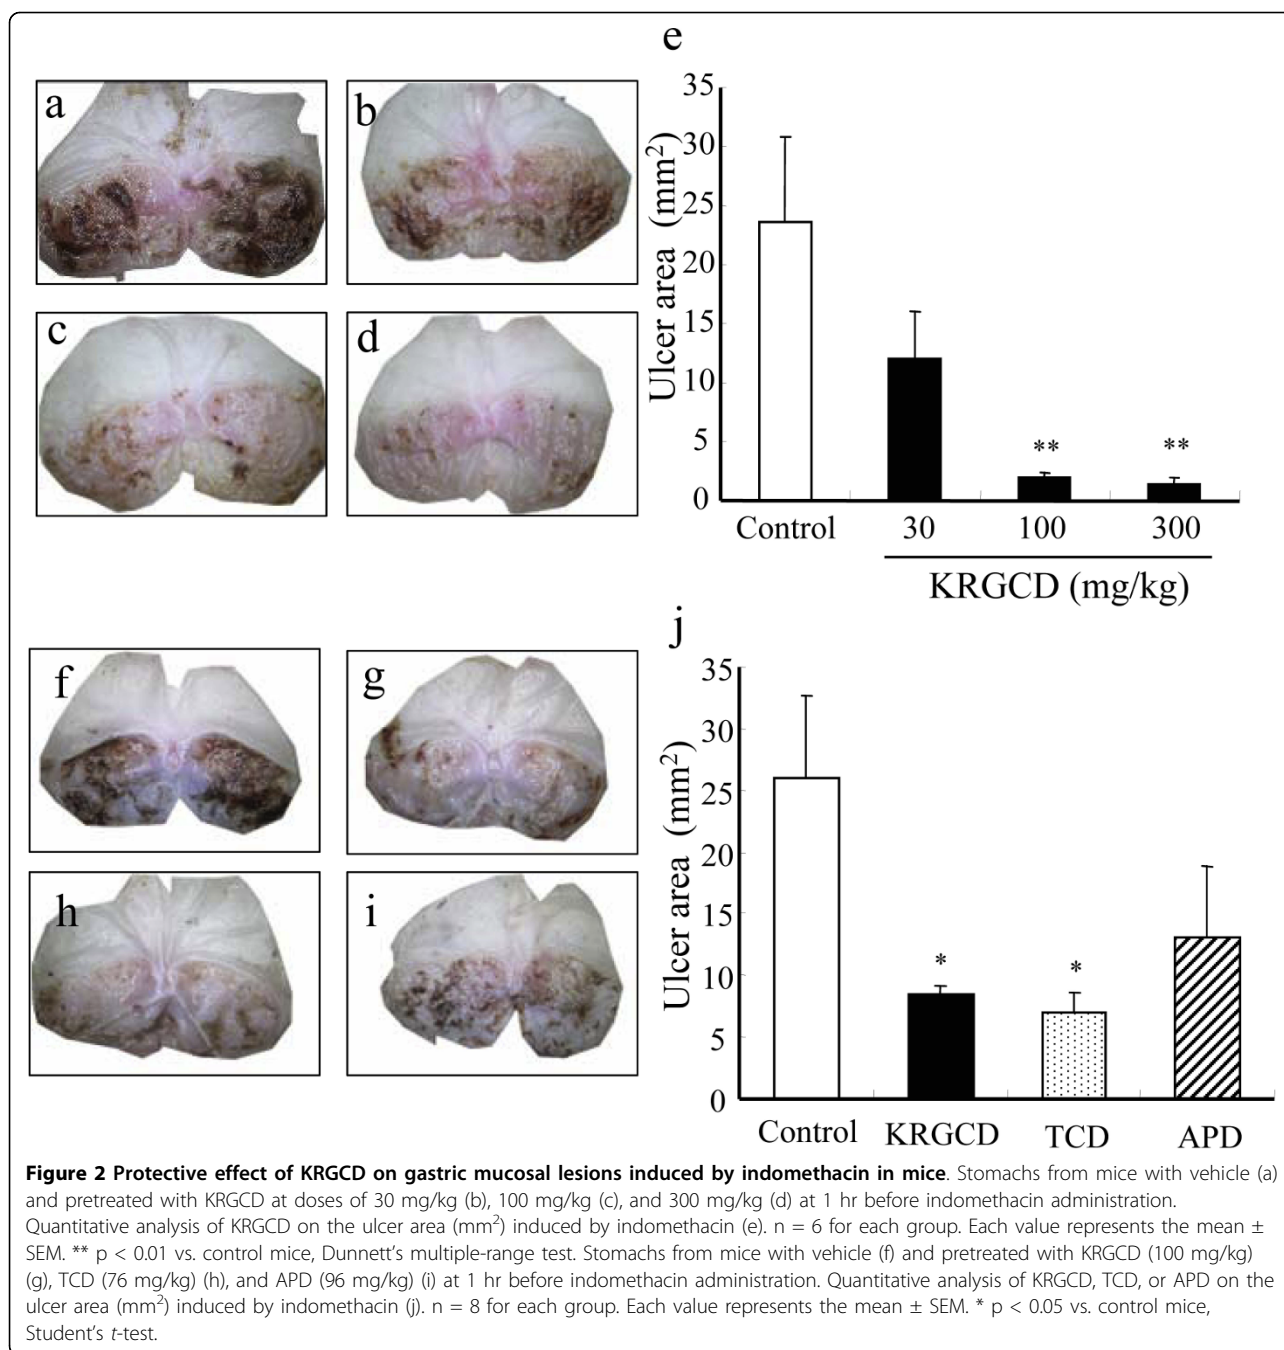 a
b
c
d
e
35
30
25
20
15
10
5
0
Ulcer area (mm²)
**
**
Control 30 100 300
KRGCD (mg/kg)
f
g
h
i
j
35
30
25
20
15
10
5
0
Ulcer area (mm²)
*
*
Control KRGCD TCD APD
Figure 2 Protective effect of KRGCD on gastric mucosal lesions induced by indomethacin in mice. Stomachs from mice with vehicle (a)
and pretreated with KRGCD at doses of 30 mg/kg (b), 100 mg/kg (c), and 300 mg/kg (d) at 1 hr before indomethacin administration.
Quantitative analysis of KRGCD on the ulcer area (mm²) induced by indomethacin (e). n = 6 for each group. Each value represents the mean ±
SEM. ** p < 0.01 vs. control mice, Dunnett's multiple-range test. Stomachs from mice with vehicle (f) and pretreated with KRGCD (100 mg/kg)
(g), TCD (76 mg/kg) (h), and APD (96 mg/kg) (i) at 1 hr before indomethacin administration. Quantitative analysis of KRGCD, TCD, or APD on the
ulcer area (mm²) induced by indomethacin (j). n = 8 for each group. Each value represents the mean ± SEM. * p < 0.05 vs. control mice,
Student's t-test.